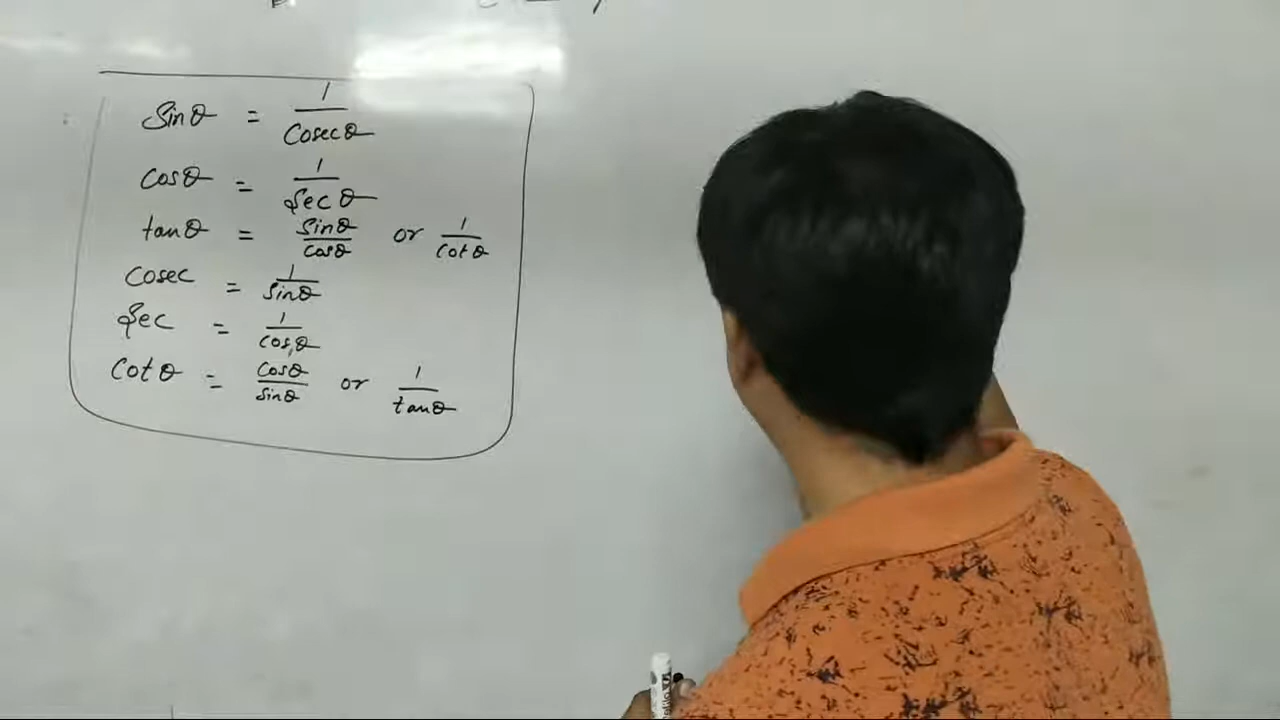 Sinθ = 1/Cosecθ
Cosθ = 1/Secθ
tanθ = Sinθ/Cosθ or 1/Cotθ
Cosec = 1/Sinθ
Sec = 1/Cosθ
Cotθ = Cosθ/Sinθ or 1/tanθ